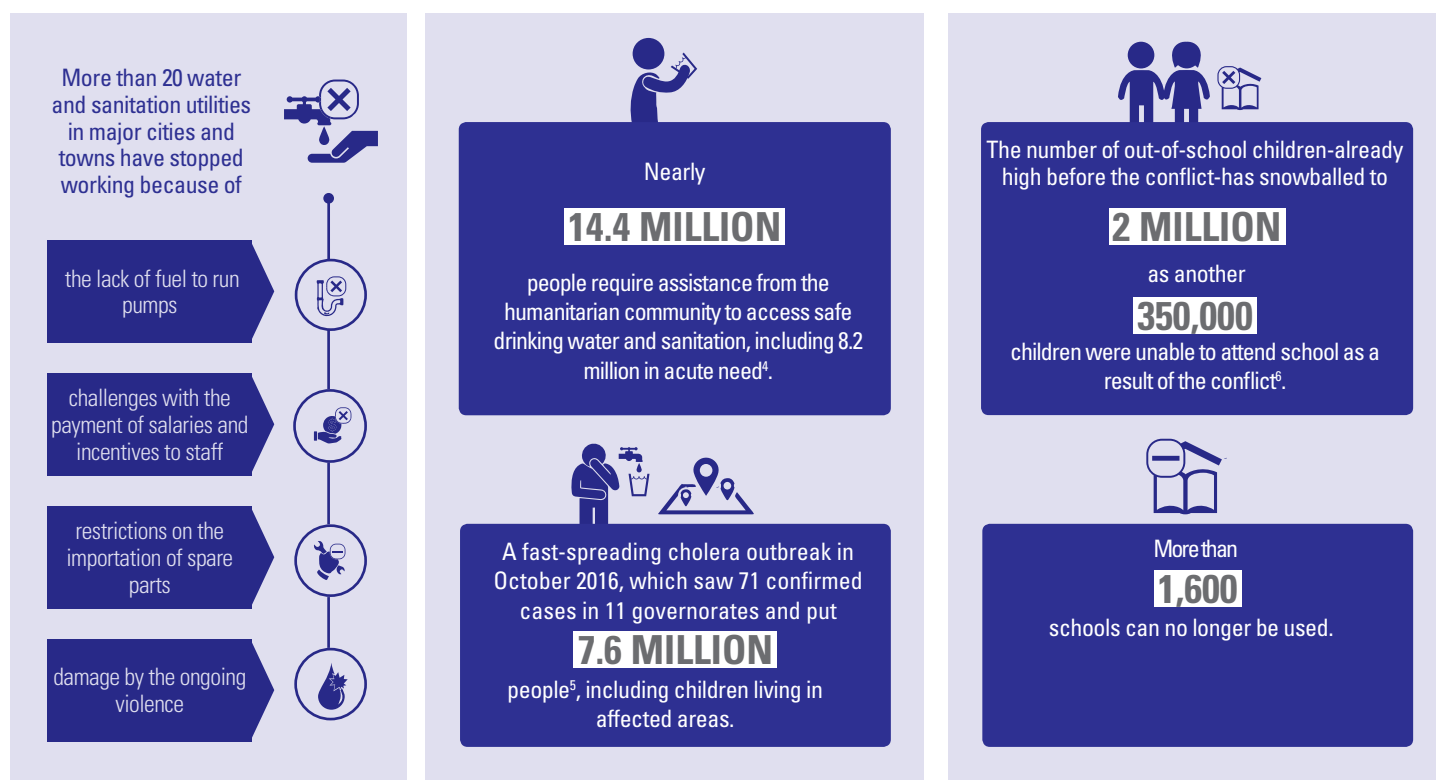 More than 20 water
and sanitation utilities
in major cities and
towns have stopped
working because of
the lack of fuel to run
pumps
challenges with the
payment of salaries and
incentives to staff
restrictions on the
importation of spare
parts
damage by the ongoing
violence
Nearly
14.4 MILLION
people require assistance from the
humanitarian community to access safe
drinking water and sanitation, including 8.2
million in acute need⁴.
A fast-spreading cholera outbreak in
October 2016, which saw 71 confirmed
cases in 11 governorates and put
7.6 MILLION
people⁵, including children living in
affected areas.
The number of out-of-school children-already
high before the conflict-has snowballed to
2 MILLION
as another
350,000
children were unable to attend school as a
result of the conflict⁶.
More than
1,600
schools can no longer be used.